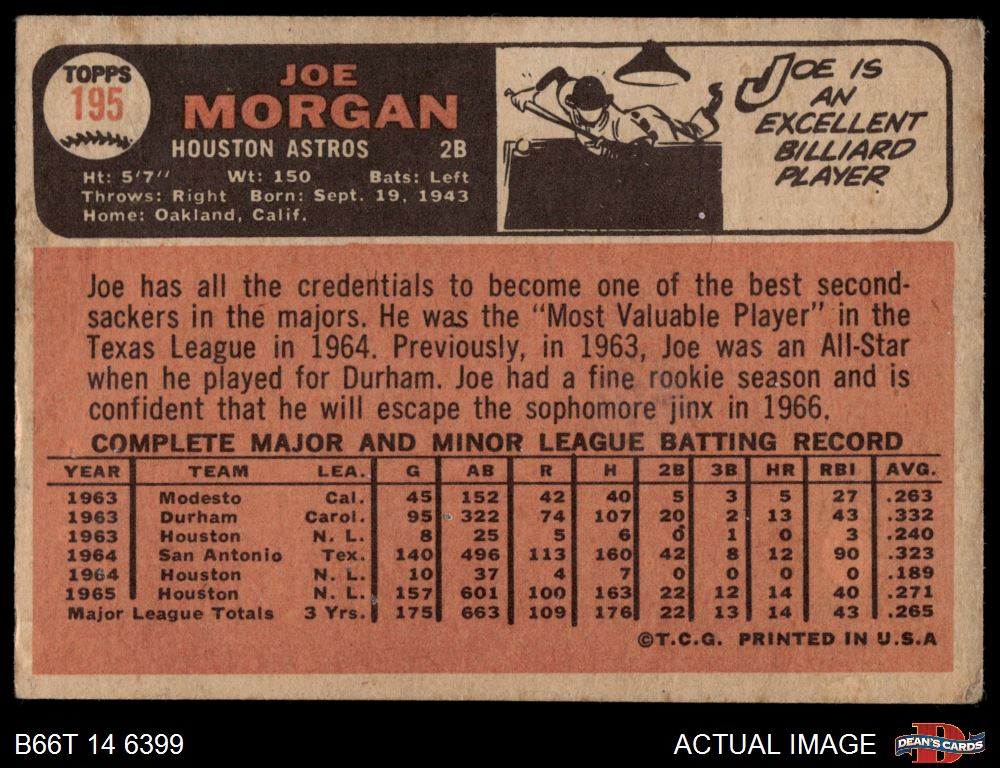 TOPPS
195
JOE
MORGAN
HOUSTON ASTROS 2B
Ht: 5'7" Wt: 150 Bats: Left
Throws: Right Born: Sept. 19, 1943
Home: Oakland, Calif.
JOE IS
AN
EXCELLENT
BILLIARD
PLAYER
Joe has all the credentials to become one of the best second-
sackers in the majors. He was the "Most Valuable Player" in the
Texas League in 1964. Previously, in 1963, Joe was an All-Star
when he played for Durham. Joe had a fine rookie season and is
confident that he will escape the sophomore jinx in 1966.
COMPLETE MAJOR AND MINOR LEAGUE BATTING RECORD
YEAR TEAM LEA. G AB R H 2B 3B HR RBI AVG.
1963 Modesto Cal. 45 152 42 40 5 3 5 27 .263
1963 Durham Carol. 95 322 74 107 20 2 13 43 .332
1963 Houston N. L. 8 25 5 6 0 1 0 3 .240
1964 San Antonio Tex. 140 496 113 160 42 8 12 90 .323
1964 Houston N. L. 10 37 4 7 0 0 0 0 .189
1965 Houston N. L. 157 601 100 163 22 12 14 40 .271
Major League Totals 3 Yrs. 175 663 109 176 22 13 14 43 .265
©T.C.G. PRINTED IN U.S.A
B66T 14 6399
ACTUAL IMAGE
D
DEAN'S CARDS